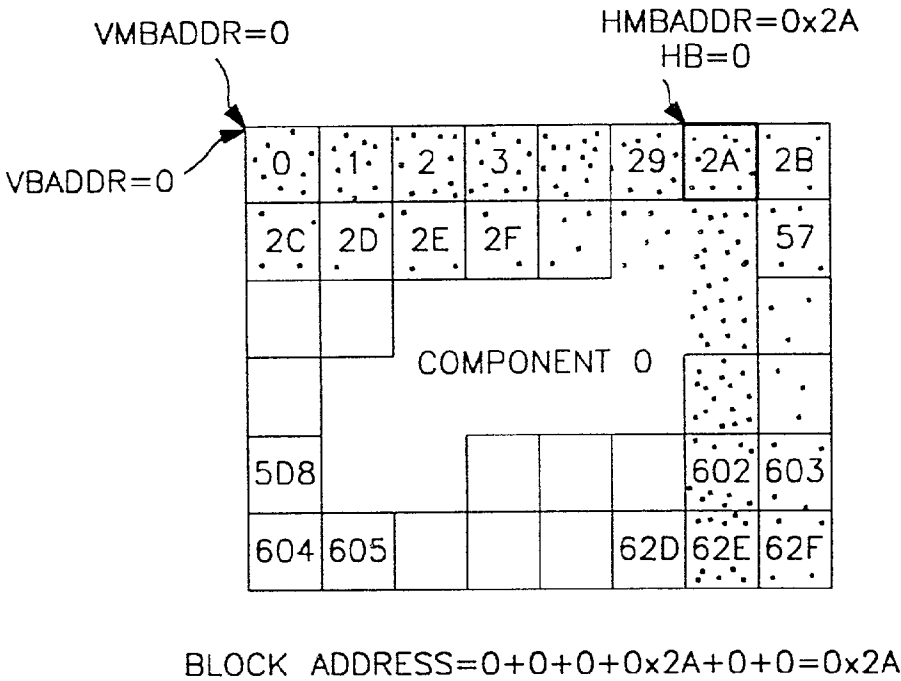 VMBADDR=0
HMBADDR=0x2A
HB=0
VBADDR=0
0 1 2 3 29 2A 2B
2C 2D 2E 2F 57
COMPONENT 0
5D8 602 603
604 605 62D 62E 62F
BLOCK ADDRESS=0+0+0+0x2A+0+0=0x2A